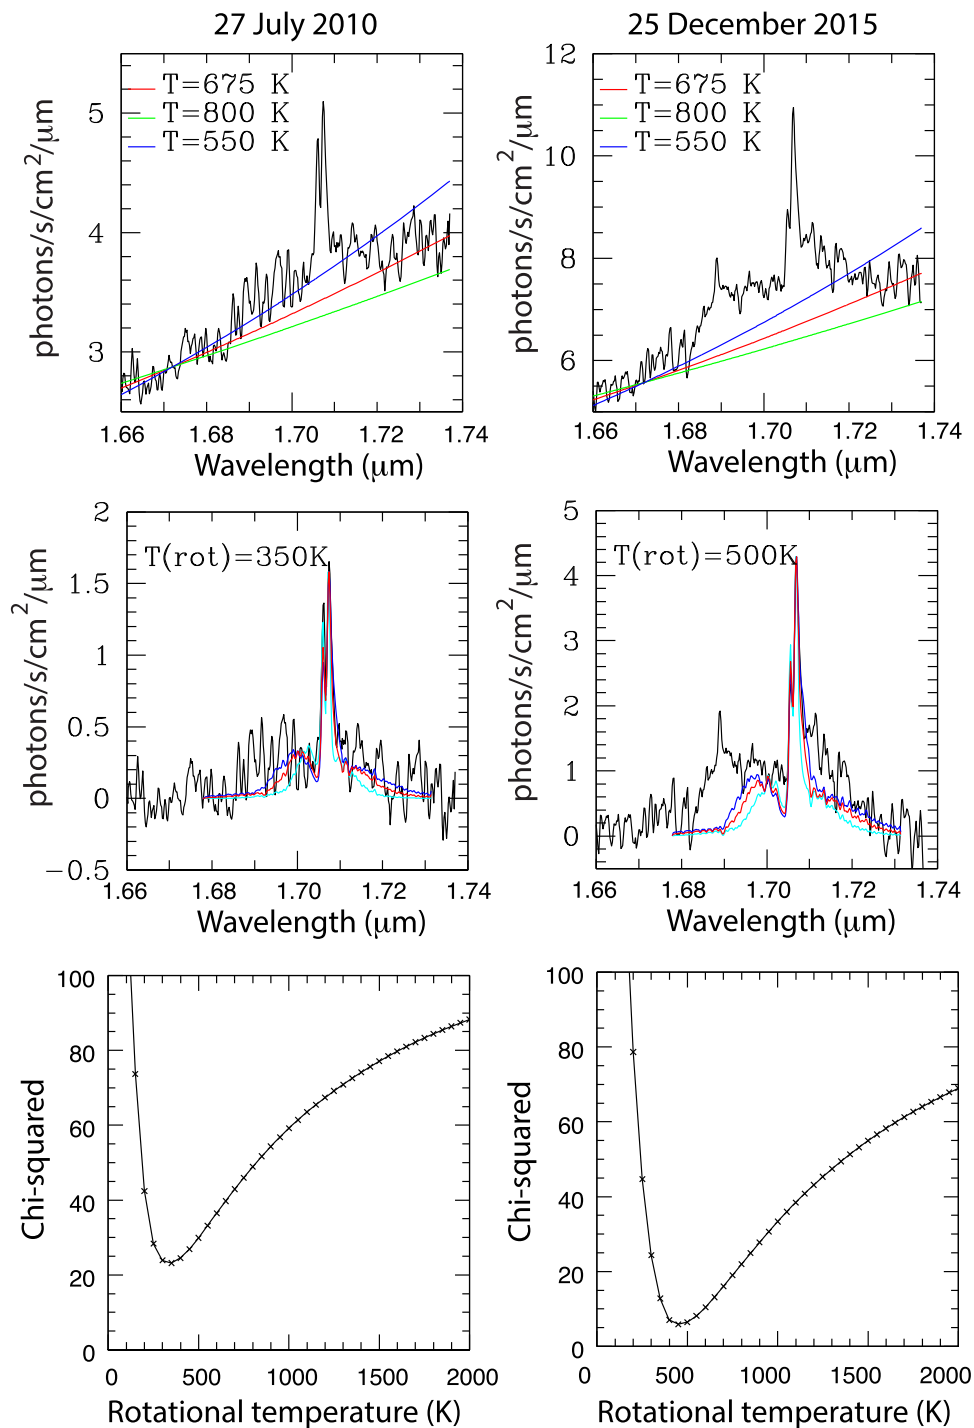 27 July 2010
25 December 2015
photons/s/cm²/μm
5
4
3
T=675 K
T=800 K
T=550 K
1.66 1.68 1.70 1.72 1.74
Wavelength (μm)
photons/s/cm²/μm
12
10
8
6
T=675 K
T=800 K
T=550 K
1.66 1.68 1.70 1.72 1.74
Wavelength (μm)
photons/s/cm²/μm
2
1.5
1
0.5
0
−0.5
T(rot)=350K
1.66 1.68 1.70 1.72 1.74
Wavelength (μm)
photons/s/cm²/μm
5
4
3
2
1
0
T(rot)=500K
1.66 1.68 1.70 1.72 1.74
Wavelength (μm)
Chi-squared
100
80
60
40
20
0
0 500 1000 1500 2000
Rotational temperature (K)
Chi-squared
100
80
60
40
20
0
0 500 1000 1500 2000
Rotational temperature (K)